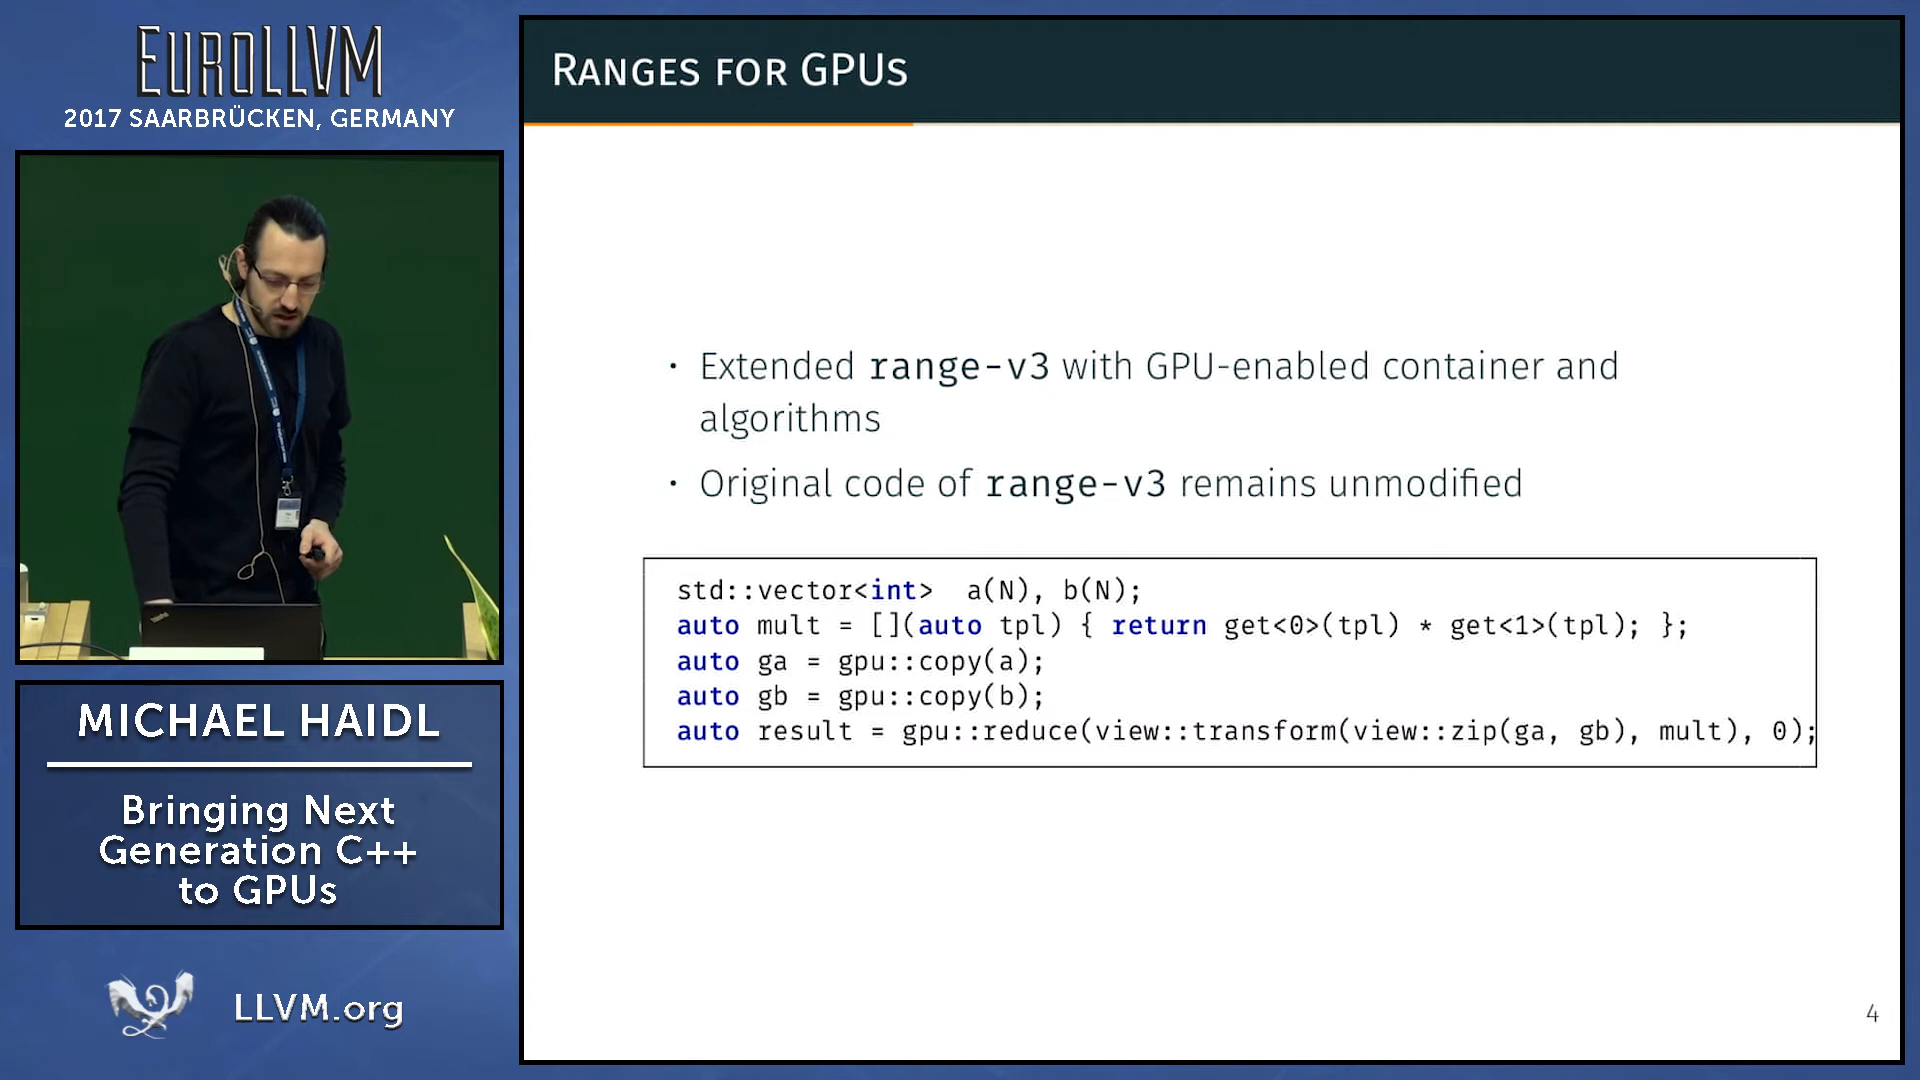 EUROLLVM
2017 SAARBRÜCKEN, GERMANY
MICHAEL HAIDL
Bringing Next
Generation C++
to GPUs
LLVM.org
RANGES FOR GPUS
· Extended range-v3 with GPU-enabled container and
algorithms
· Original code of range-v3 remains unmodified
std::vector<int> a(N), b(N);
auto mult = [](auto tpl) { return get<0>(tpl) * get<1>(tpl); };
auto ga = gpu::copy(a);
auto gb = gpu::copy(b);
auto result = gpu::reduce(view::transform(view::zip(ga, gb), mult), 0);
4